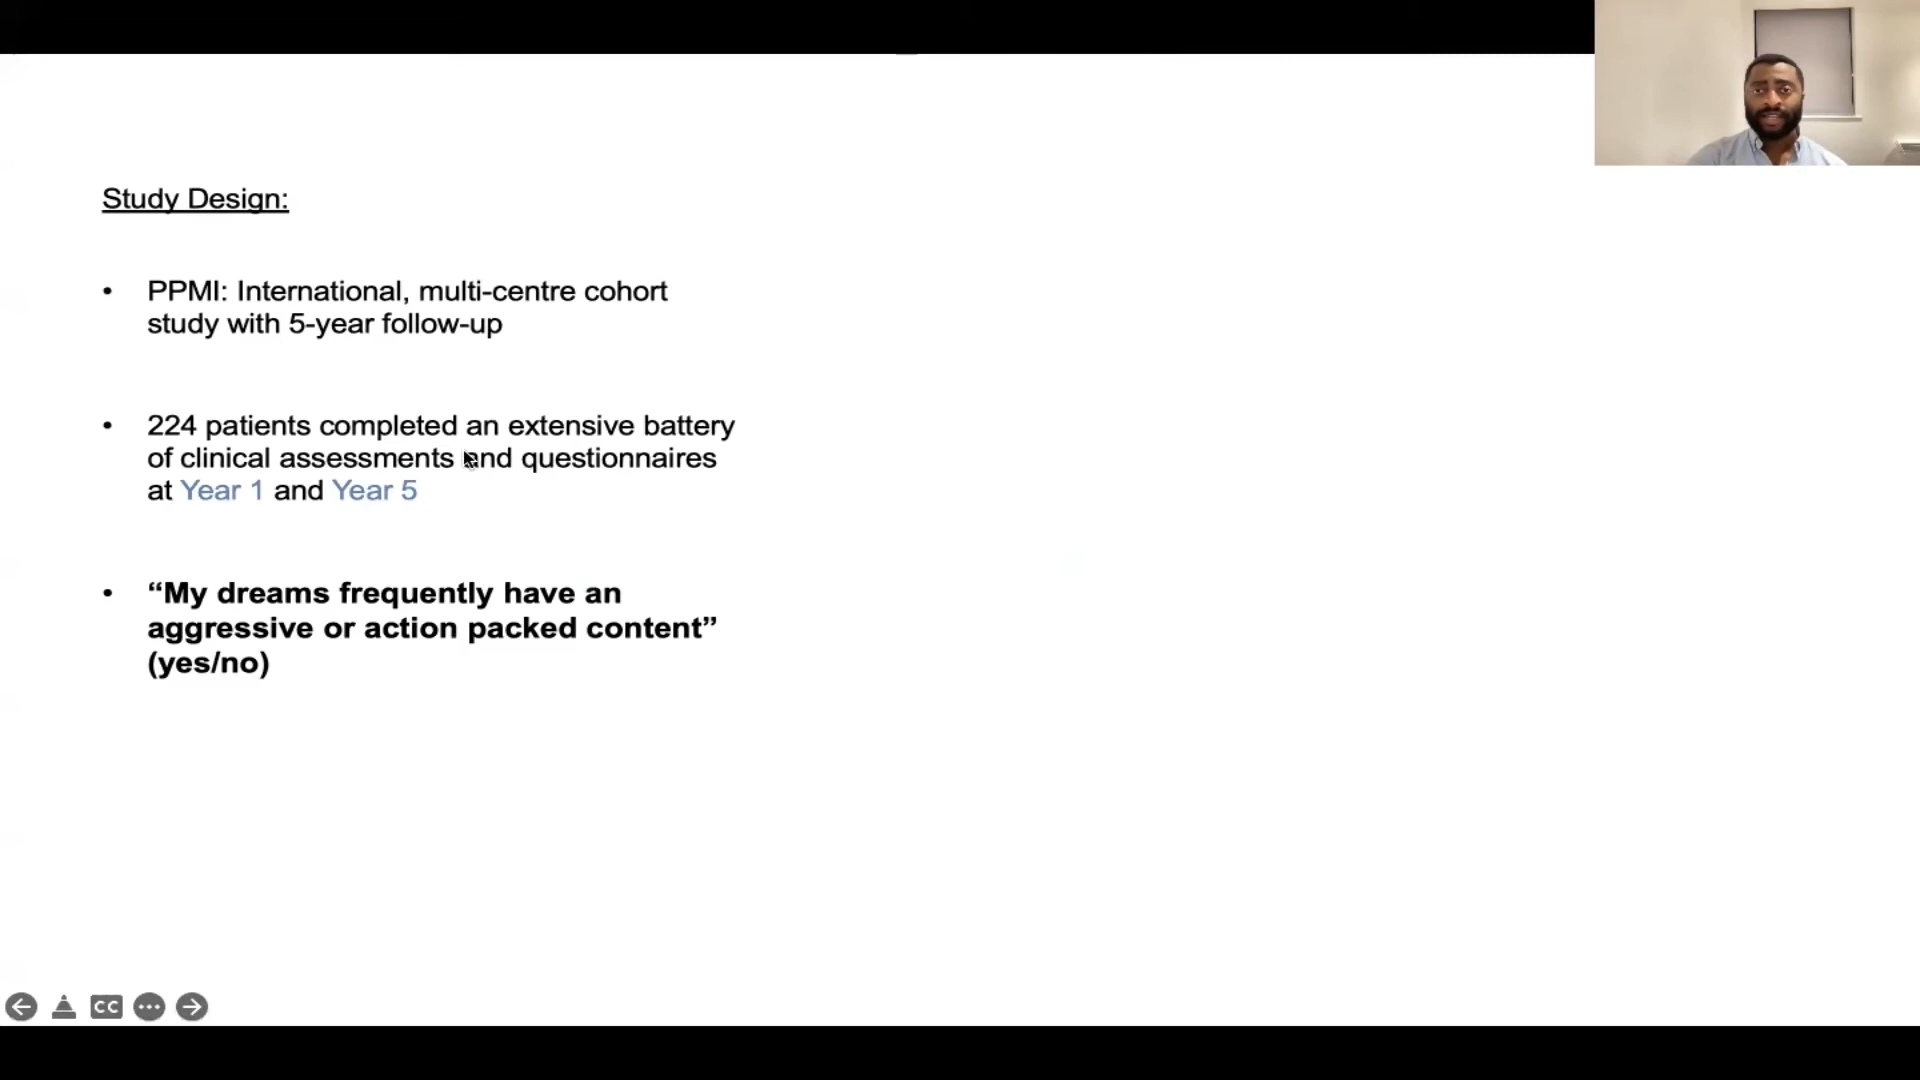 Study Design:
• PPMI: International, multi-centre cohort
study with 5-year follow-up
• 224 patients completed an extensive battery
of clinical assessments and questionnaires
at Year 1 and Year 5
• “My dreams frequently have an
aggressive or action packed content”
(yes/no)
CC